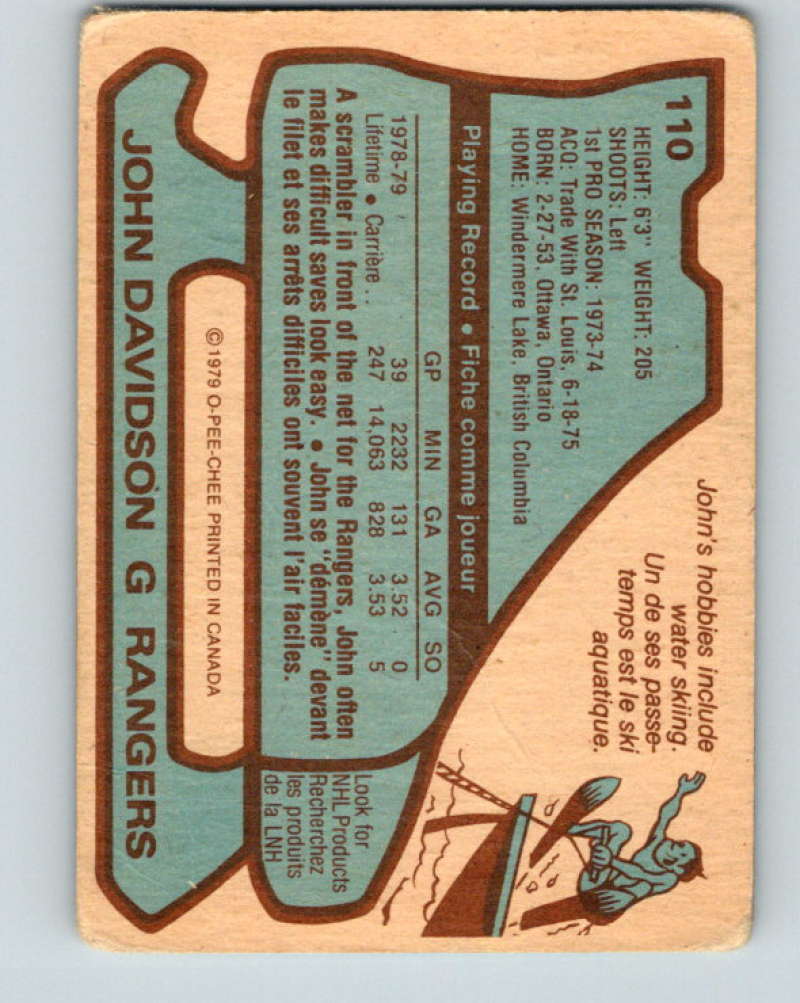 110
HEIGHT: 6'3" WEIGHT: 205
SHOOTS: Left
1st PRO SEASON: 1973-74
ACQ: Trade With St. Louis, 6-18-75
BORN: 2-27-53, Ottawa, Ontario
HOME: Windermere Lake, British Columbia
John's hobbies include
water skiing.
Un de ses passe-
temps est le ski
aquatique.
Playing Record • Fiche comme joueur
GP MIN GA AVG SO
1978-79 39 2232 131 3.52 0
Lifetime • Carrière .. 247 14,063 828 3.53 5
A scrambler in front of the net for the Rangers, John often
makes difficult saves look easy. • John se "démène" devant
le filet et ses arrêts difficiles ont souvent l'air faciles.
Look for
NHL Products
Recherchez
les produits
de la LNH
©1979 O-PEE-CHEE PRINTED IN CANADA
JOHN DAVIDSON G RANGERS